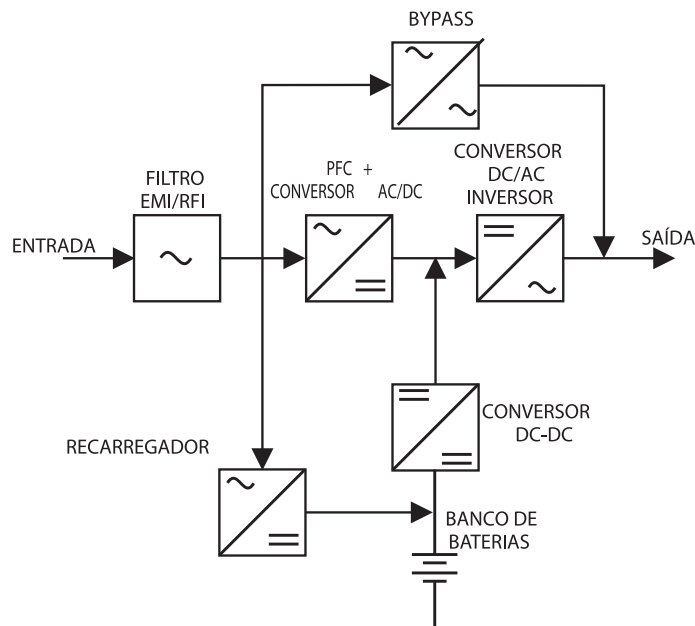 BYPASS
CONVERSOR
DC/AC
INVERSOR
PFC +
CONVERSOR AC/DC
FILTRO
EMI/RFI
ENTRADA
SAÍDA
CONVERSOR
DC-DC
RECARREGADOR
BANCO DE
BATERIAS